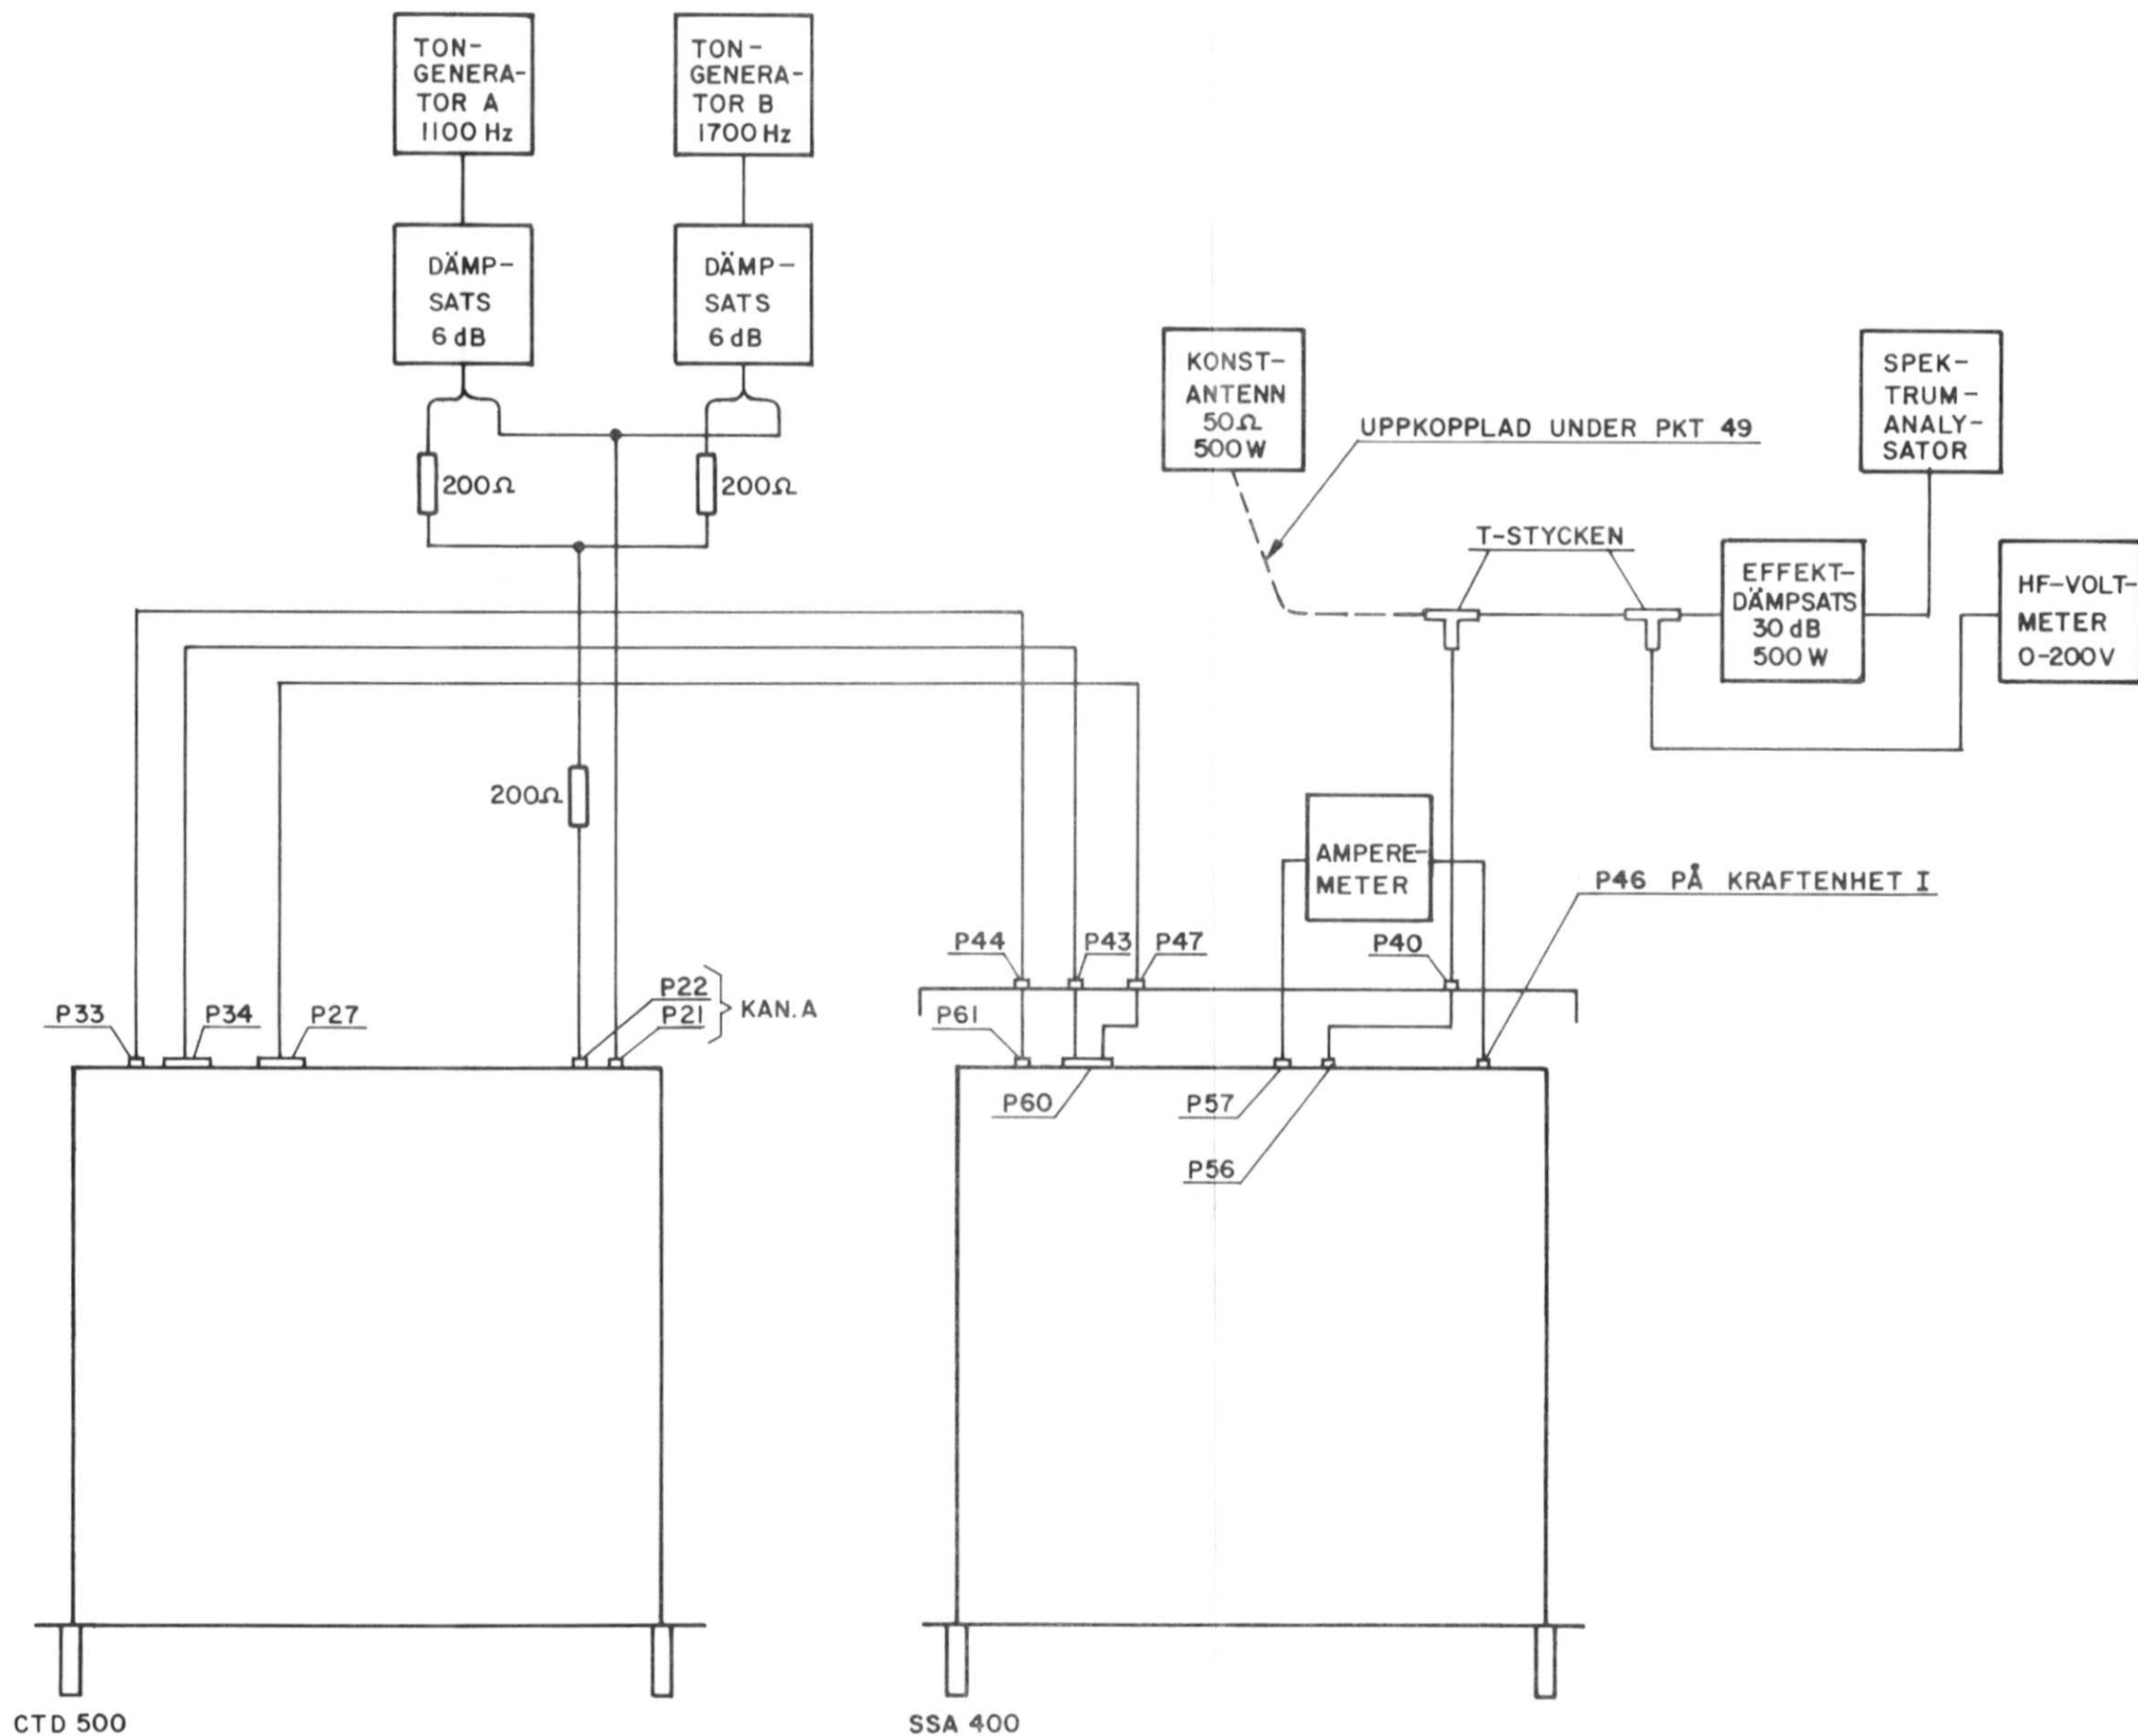 TON-
GENERA-
TOR A
1100 Hz
TON-
GENERA-
TOR B
1700 Hz
DÄMP-
SATS
6 dB
DÄMP-
SATS
6 dB
200Ω
200Ω
KONST-
ANTENN
50Ω
500W
UPPKOPPLAD UNDER PKT 49
SPEK-
TRUM-
ANALY-
SATOR
T-STYCKEN
EFFEKT-
DÄMPSATS
30 dB
500W
HF-VOLT-
METER
0-200V
200Ω
AMPERE-
METER
P46 PÅ KRAFTENHET I
P44
P43
P47
P40
P33
P34
P27
P22
P21
KAN. A
P61
P60
P57
P56
CTD 500
SSA 400